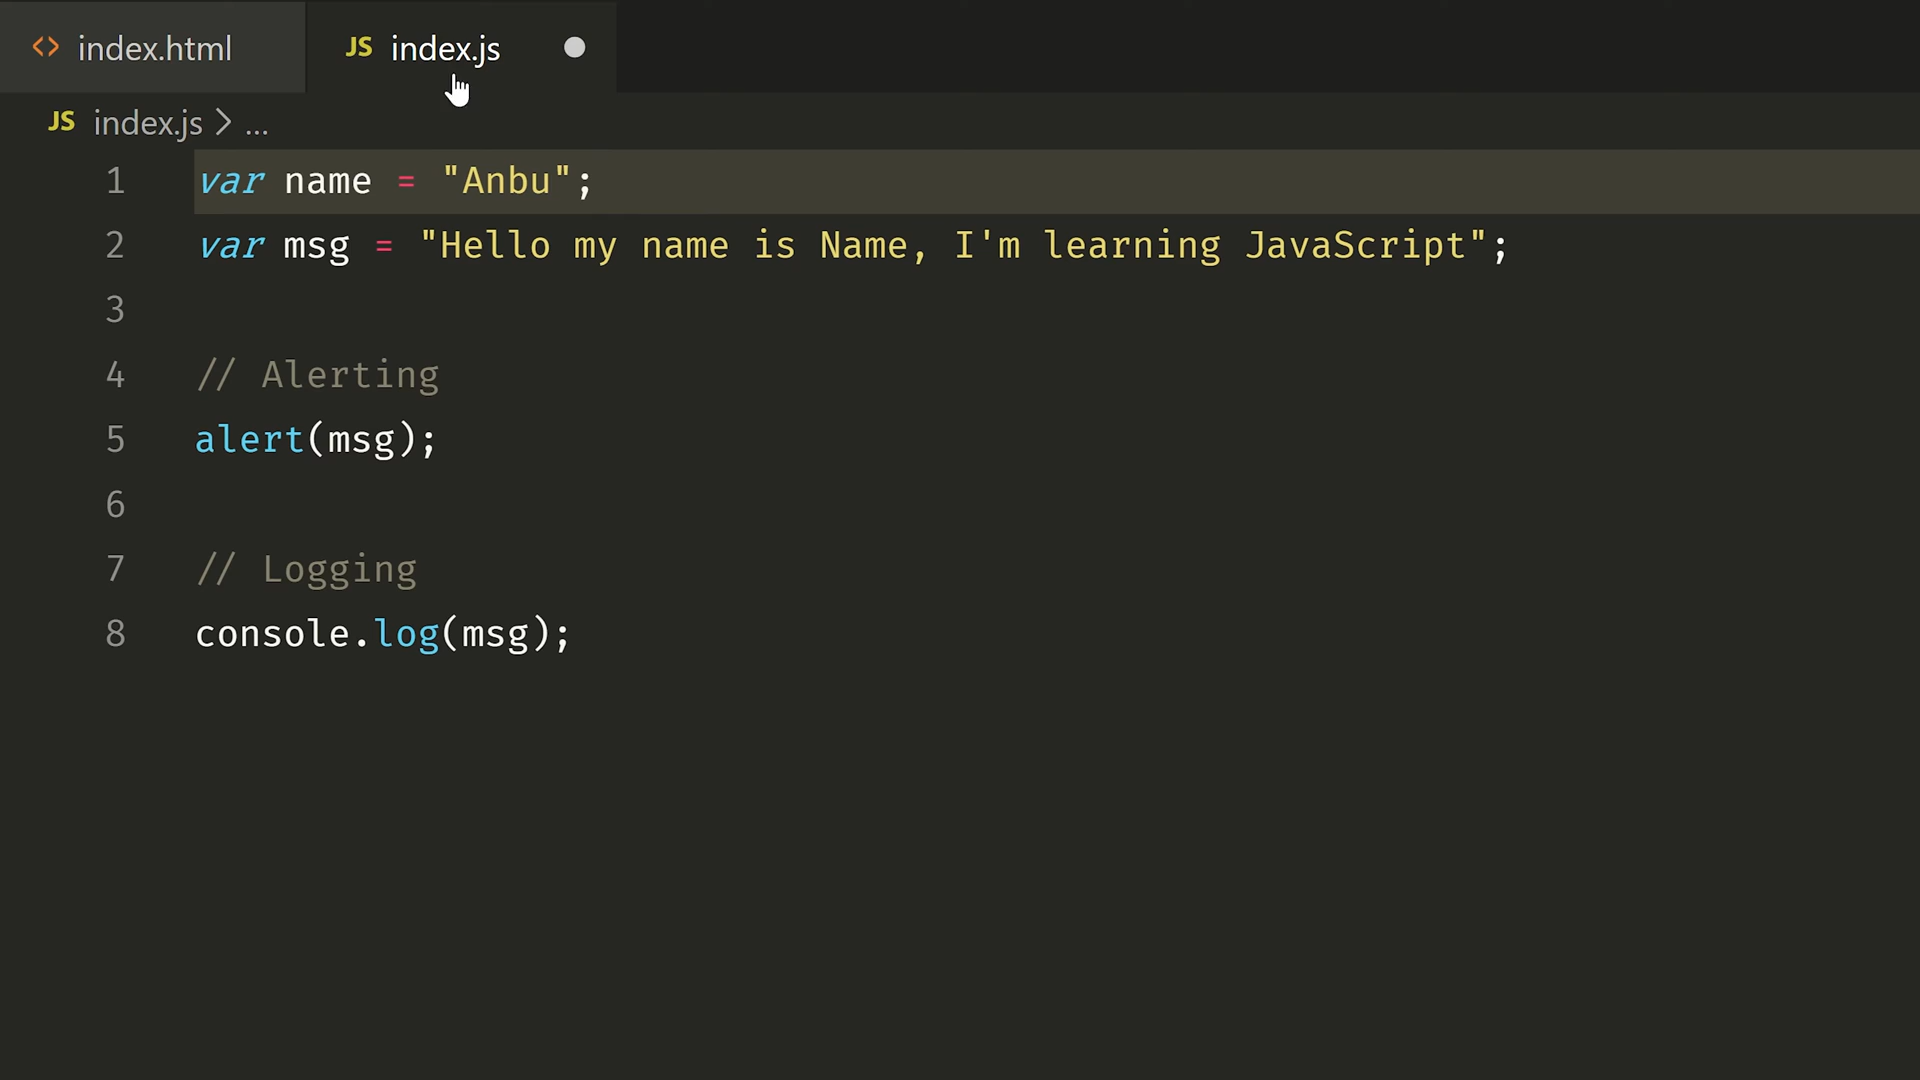 <> index.html JS index.js
JS index.js > ...
1 var name = "Anbu";
2 var msg = "Hello my name is Name, I'm learning JavaScript";
3
4 // Alerting
5 alert(msg);
6
7 // Logging
8 console.log(msg);